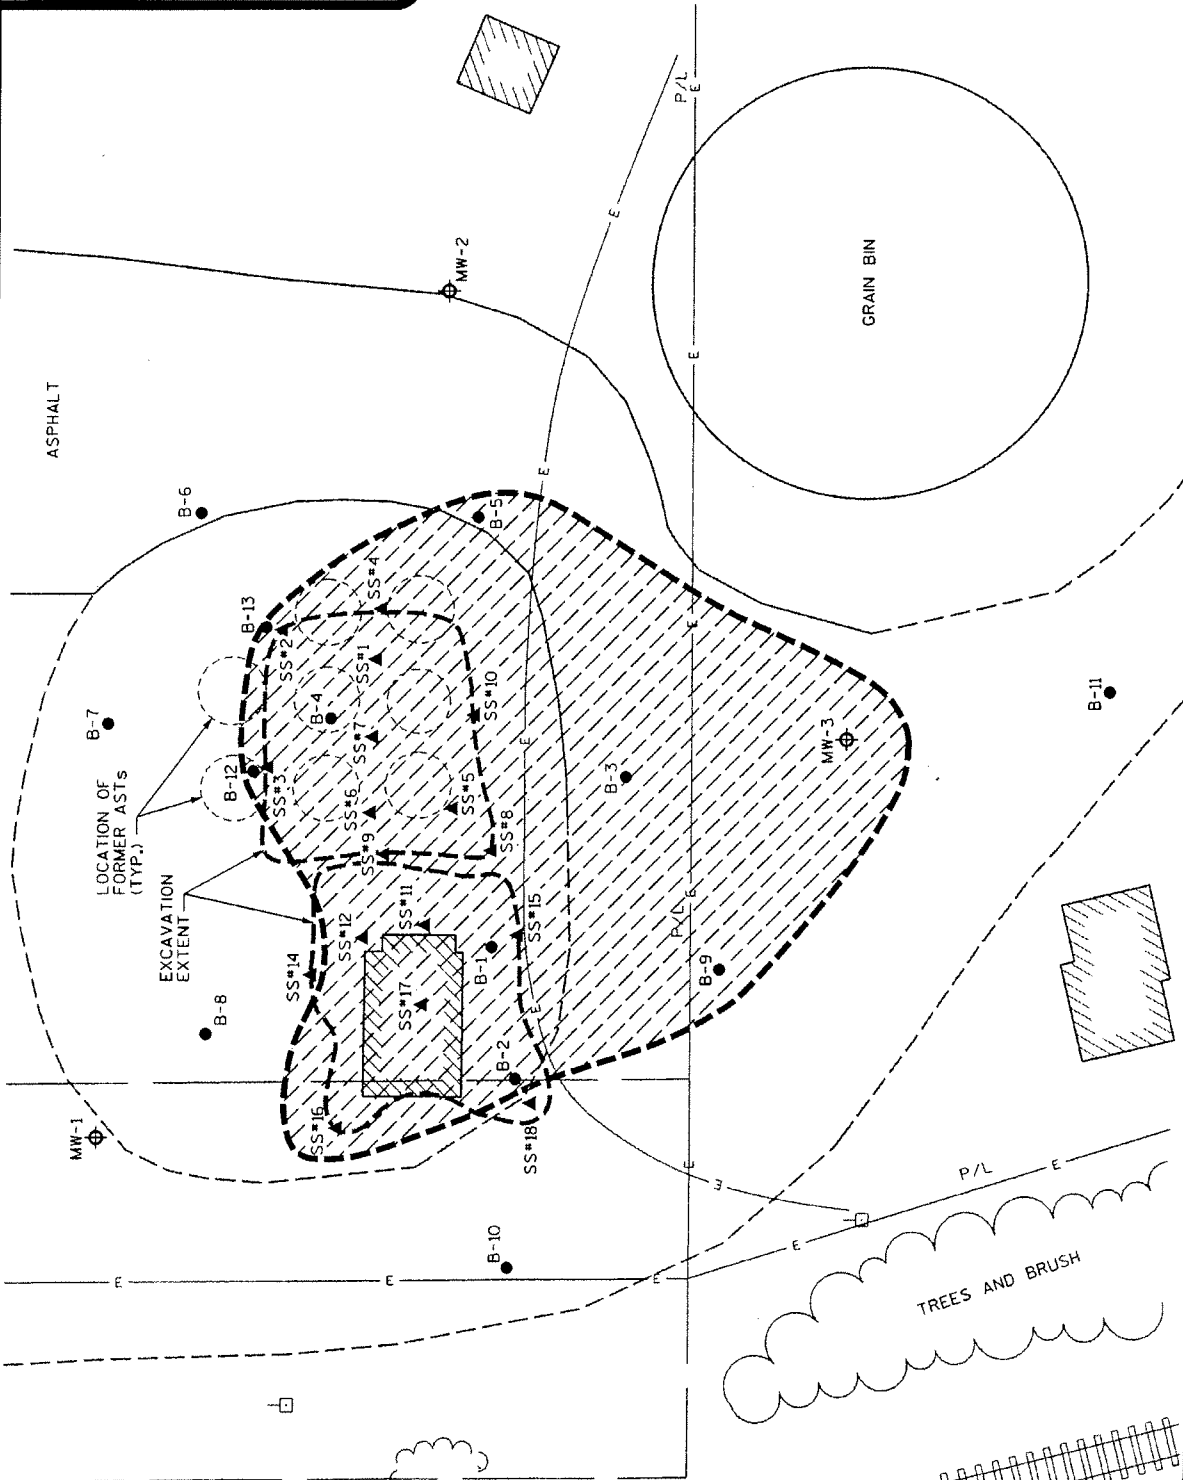 P/L
E
MW-2
E
GRAIN BIN
E
ASPHALT
E
B-6
B-5
SS#4
B-13
SS#2
SS#1
E
SS#10
B-4
B-7
SS#7
E
B-11
MW-3
B-12
SS#3
SS#6
SS#5
B-3
LOCATION OF
FORMER ASTs
(TYP.)
SS#9
SS#8
EXCAVATION
EXTENT
P/L
E
SS#11
SS#12
SS#15
B-1
SS#14
B-9
SS#17
E
B-8
B-2
MW-1
SS#16
SS#18
E
E
P/L
E
B-10
E
E
E
E
TREES AND BRUSH